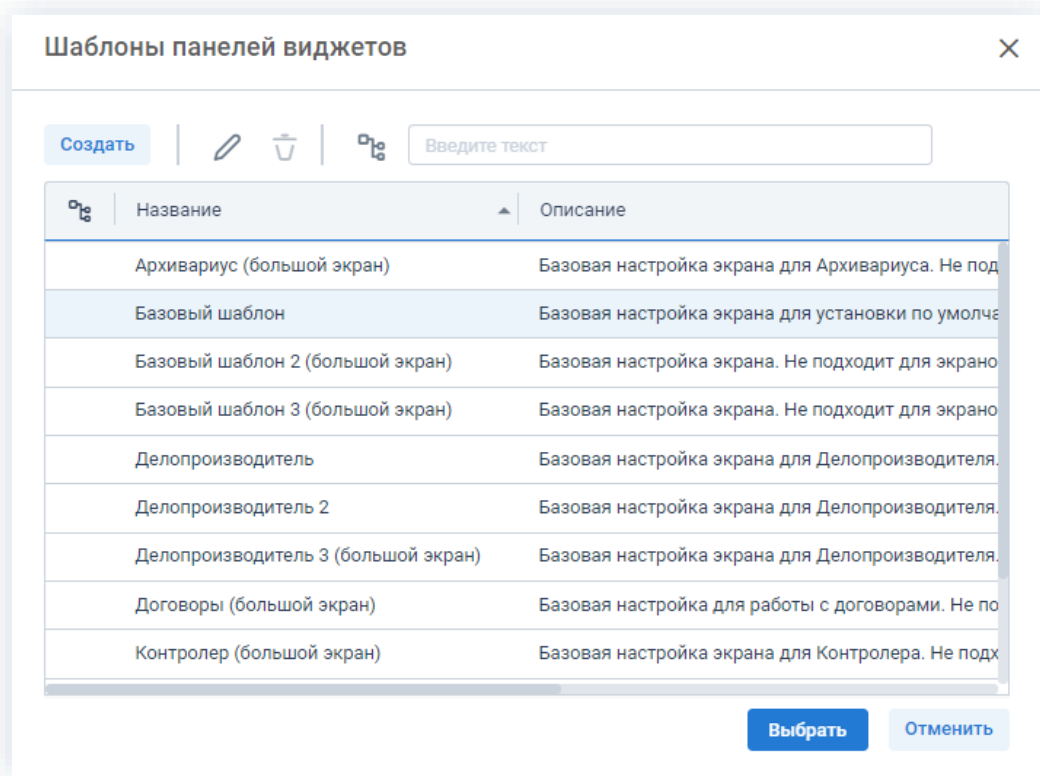 Шаблоны панелей виджетов
Создать
Введите текст
Название Описание
Архивариус (большой экран) Базовая настройка экрана для Архивариуса. Не под
Базовый шаблон Базовая настройка экрана для установки по умолча
Базовый шаблон 2 (большой экран) Базовая настройка экрана. Не подходит для экрано
Базовый шаблон 3 (большой экран) Базовая настройка экрана. Не подходит для экрано
Делопроизводитель Базовая настройка экрана для Делопроизводителя.
Делопроизводитель 2 Базовая настройка экрана для Делопроизводителя.
Делопроизводитель 3 (большой экран) Базовая настройка экрана для Делопроизводителя.
Договоры (большой экран) Базовая настройка для работы с договорами. Не по
Контролер (большой экран) Базовая настройка экрана для Контролера. Не подх
Выбрать Отменить